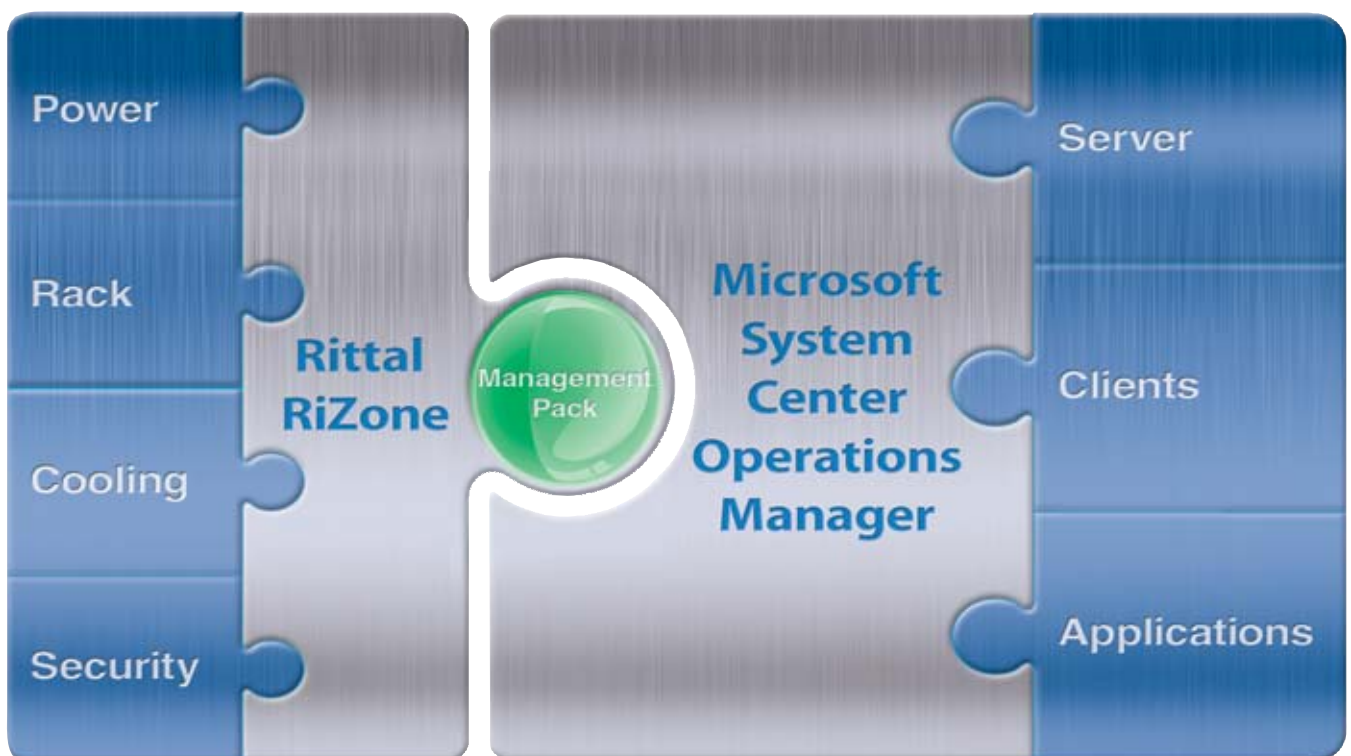 Power
Rack
Cooling
Security
Rittal
RiZone
Management
Pack
Microsoft
System
Center
Operations
Manager
Server
Clients
Applications